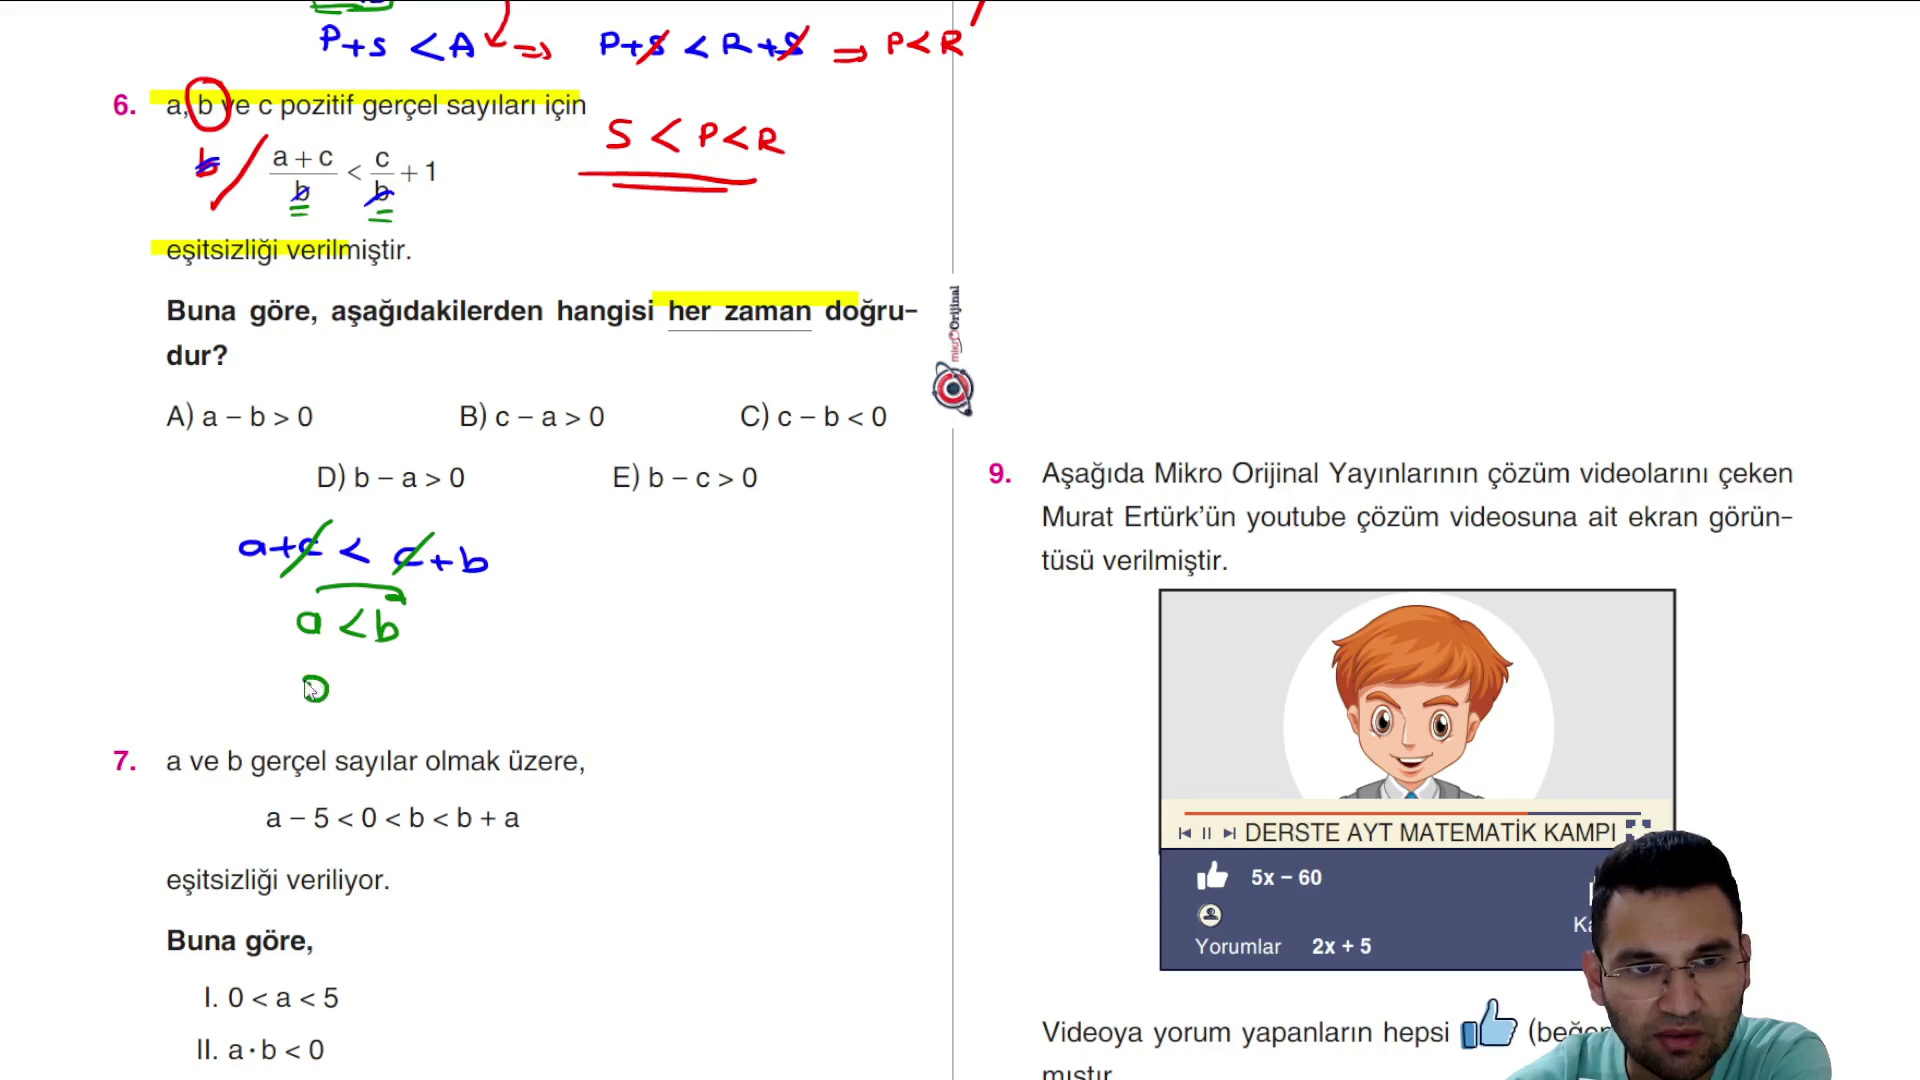 P+S < A ⇒ P+S < R+S ⇒ P<R
6. a, b ve c pozitif gerçel sayıları için
S < P < R
b / a + c / b < c / b + 1
eşitsizliği verilmiştir.
Buna göre, aşağıdakilerden hangisi her zaman doğru-
dur?
A) a – b > 0 B) c – a > 0 C) c – b < 0
D) b – a > 0 E) b – c > 0
a+c < c+b
a < b
0
7. a ve b gerçel sayılar olmak üzere,
a – 5 < 0 < b < b + a
eşitsizliği veriliyor.
Buna göre,
I. 0 < a < 5
II. a · b < 0
mikro Orijinal
9. Aşağıda Mikro Orijinal Yayınlarının çözüm videolarını çeken
Murat Ertürk'ün youtube çözüm videosuna ait ekran görün-
tüsü verilmiştir.
DERSTE AYT MATEMATİK KAMPI
5x – 60
Yorumlar 2x + 5
Videoya yorum yapanların hepsi
mıştır.